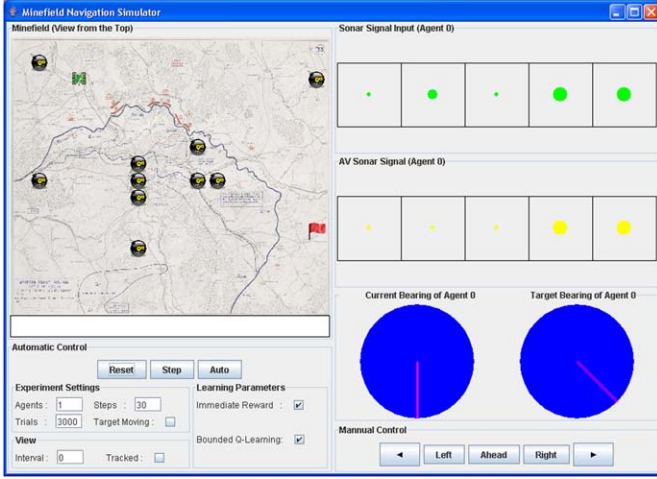 Minefield Navigation Simulator
Minefield (View from the Top)
Automatic Control
Reset Step Auto
Experiment Settings
Agents : 1 Steps : 30
Trials : 3000 Target Moving :
View
Interval : 0 Tracked :
Learning Parameters
Immediate Reward :
Bounded Q-Learning:
Sonar Signal Input (Agent 0)
AV Sonar Signal (Agent 0)
Current Bearing of Agent 0
Target Bearing of Agent 0
Mannual Control
Left Ahead Right